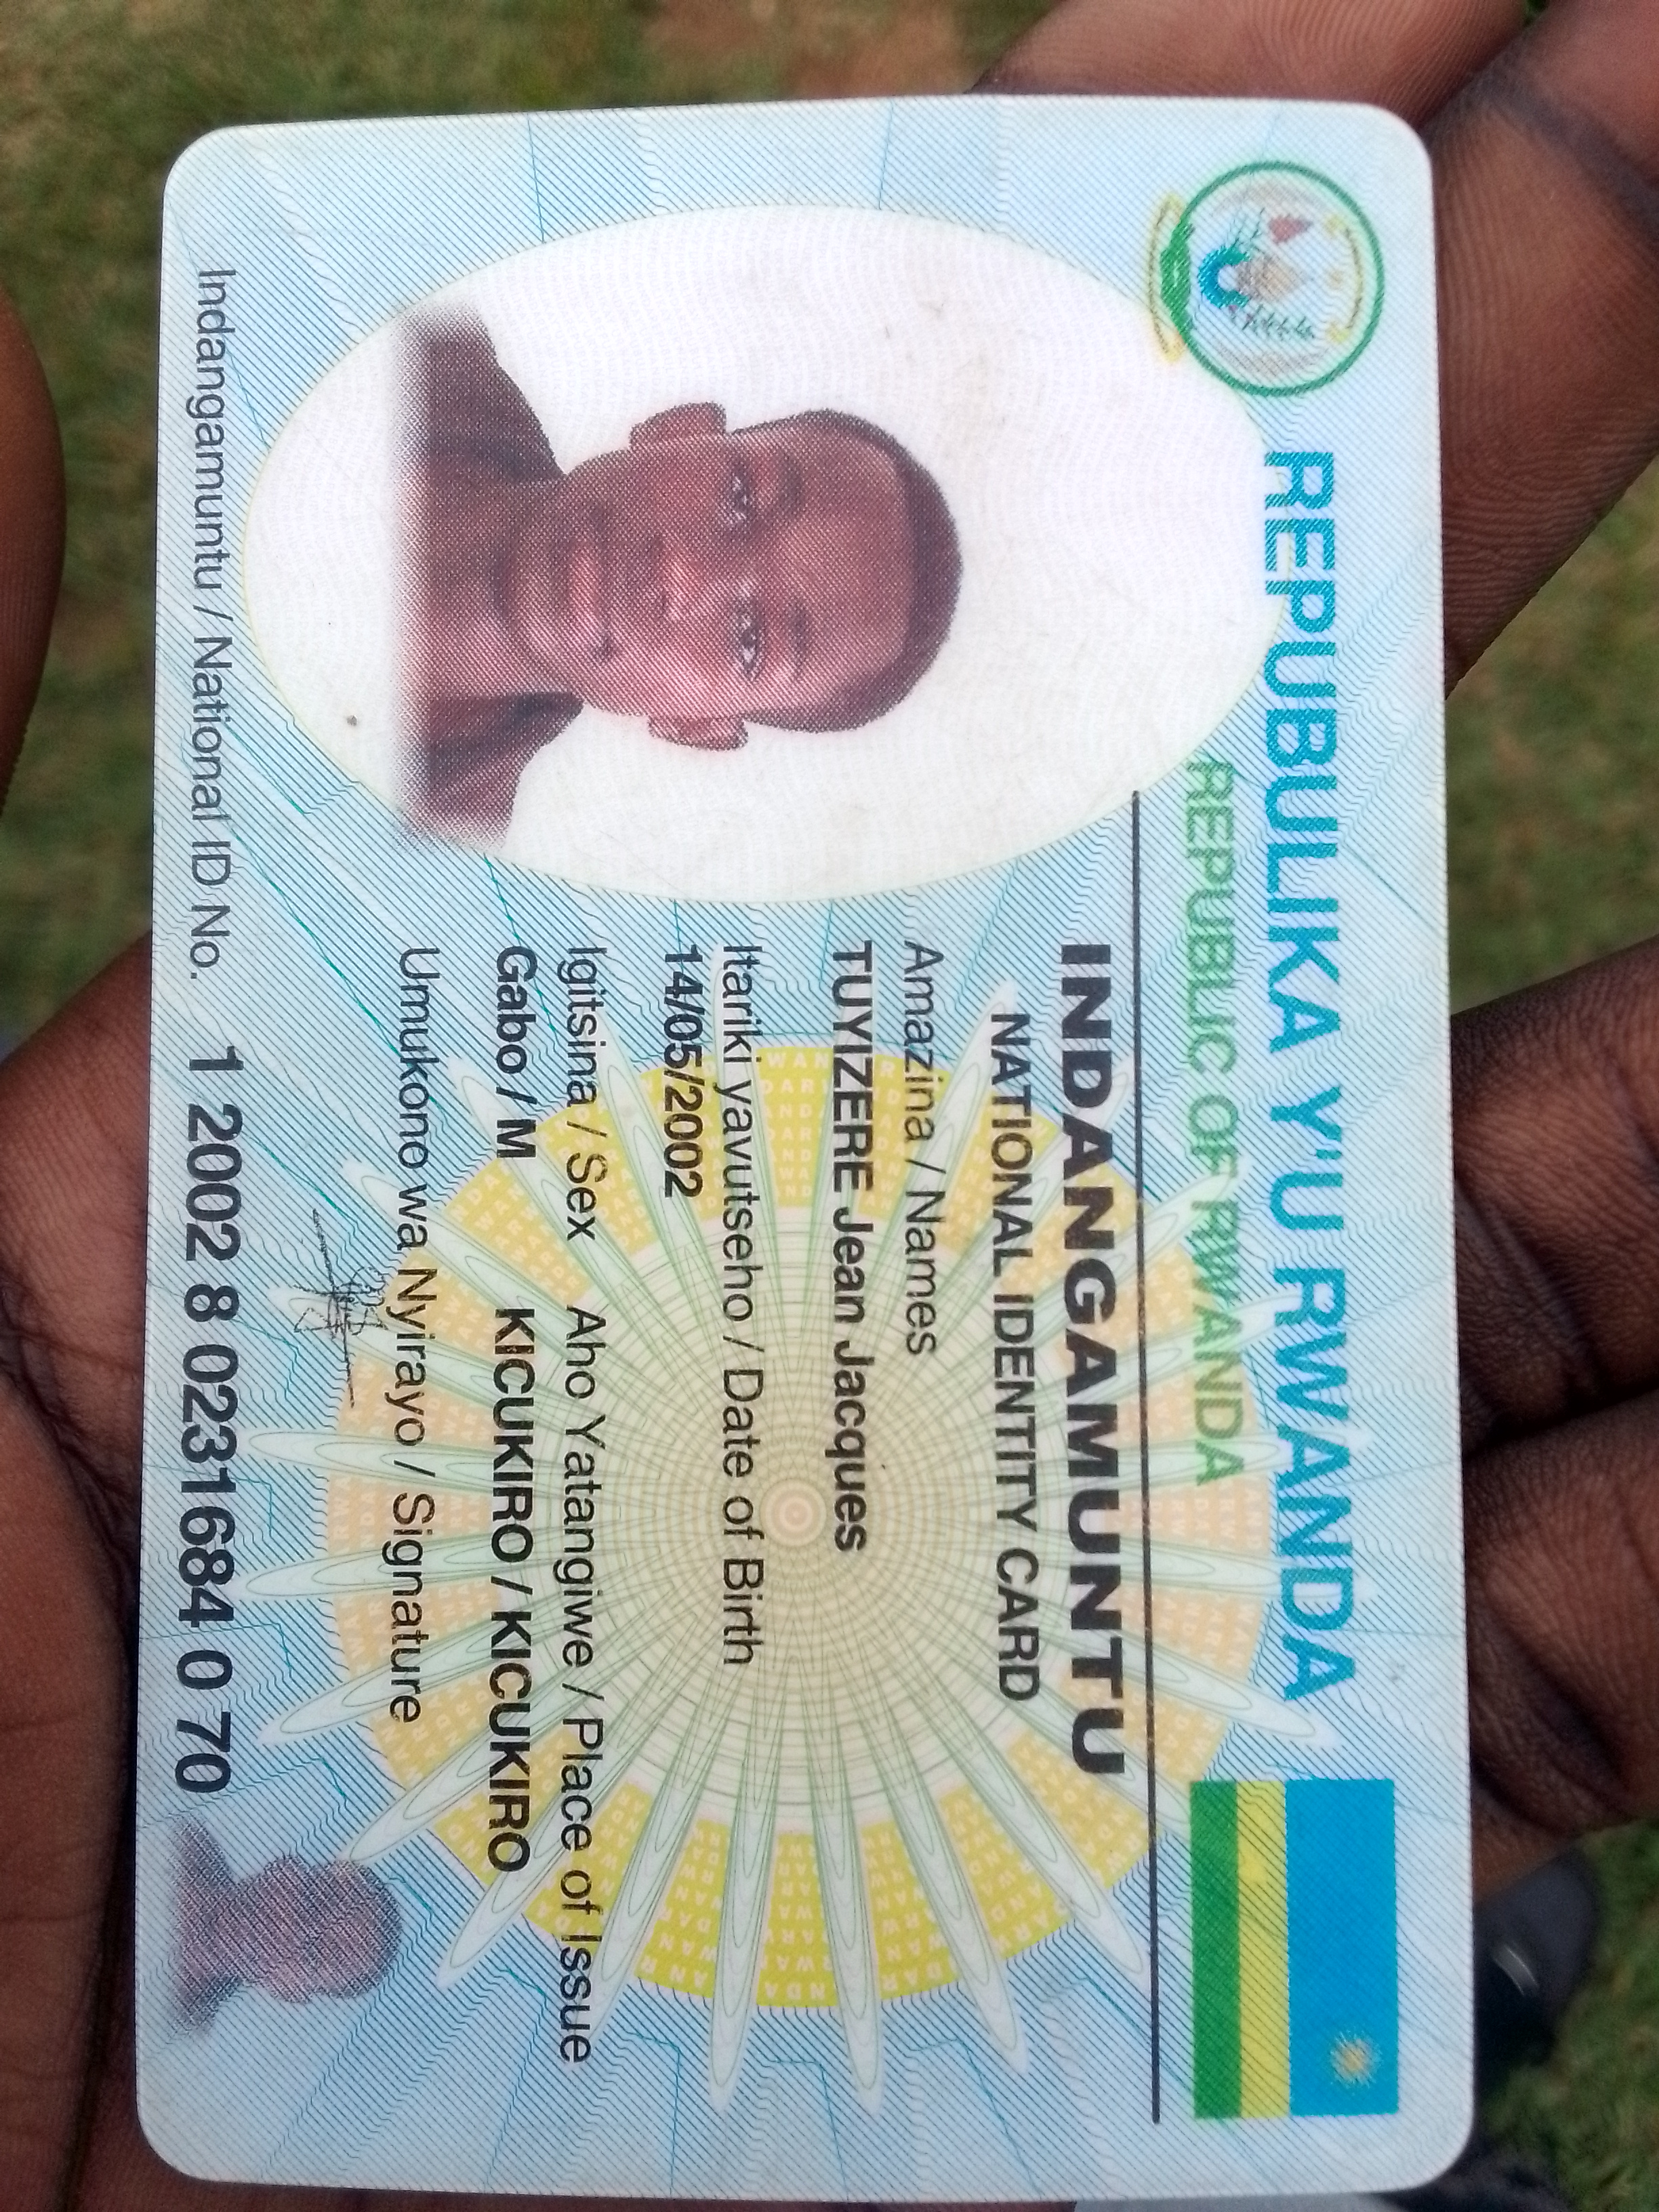 REPUBULIKA Y'U RWANDA
REPUBLIC OF RWANDA
INDANGAMUNTU
NATIONAL IDENTITY CARD
Amazina / Names
TUYIZERE Jean Jacques
Itariki yavutseho / Date of Birth
14/05/2002
Igitsina / Sex Aho Yatangiwe / Place of Issue
Gabo / M KICUKIRO / KICUKIRO
Umukono wa Nyirayo / Signature
Indangamuntu / National ID No. 1 2002 8 0231684 0 70